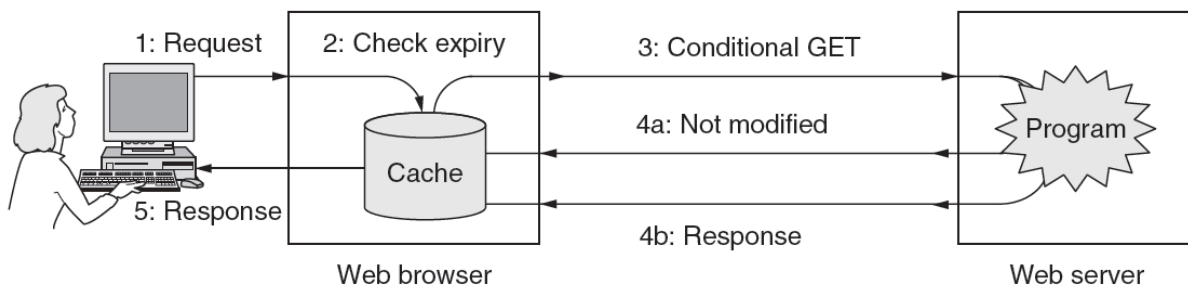 1: Request
2: Check expiry
3: Conditional GET
4a: Not modified
Program
Cache
5: Response
4b: Response
Web browser
Web server